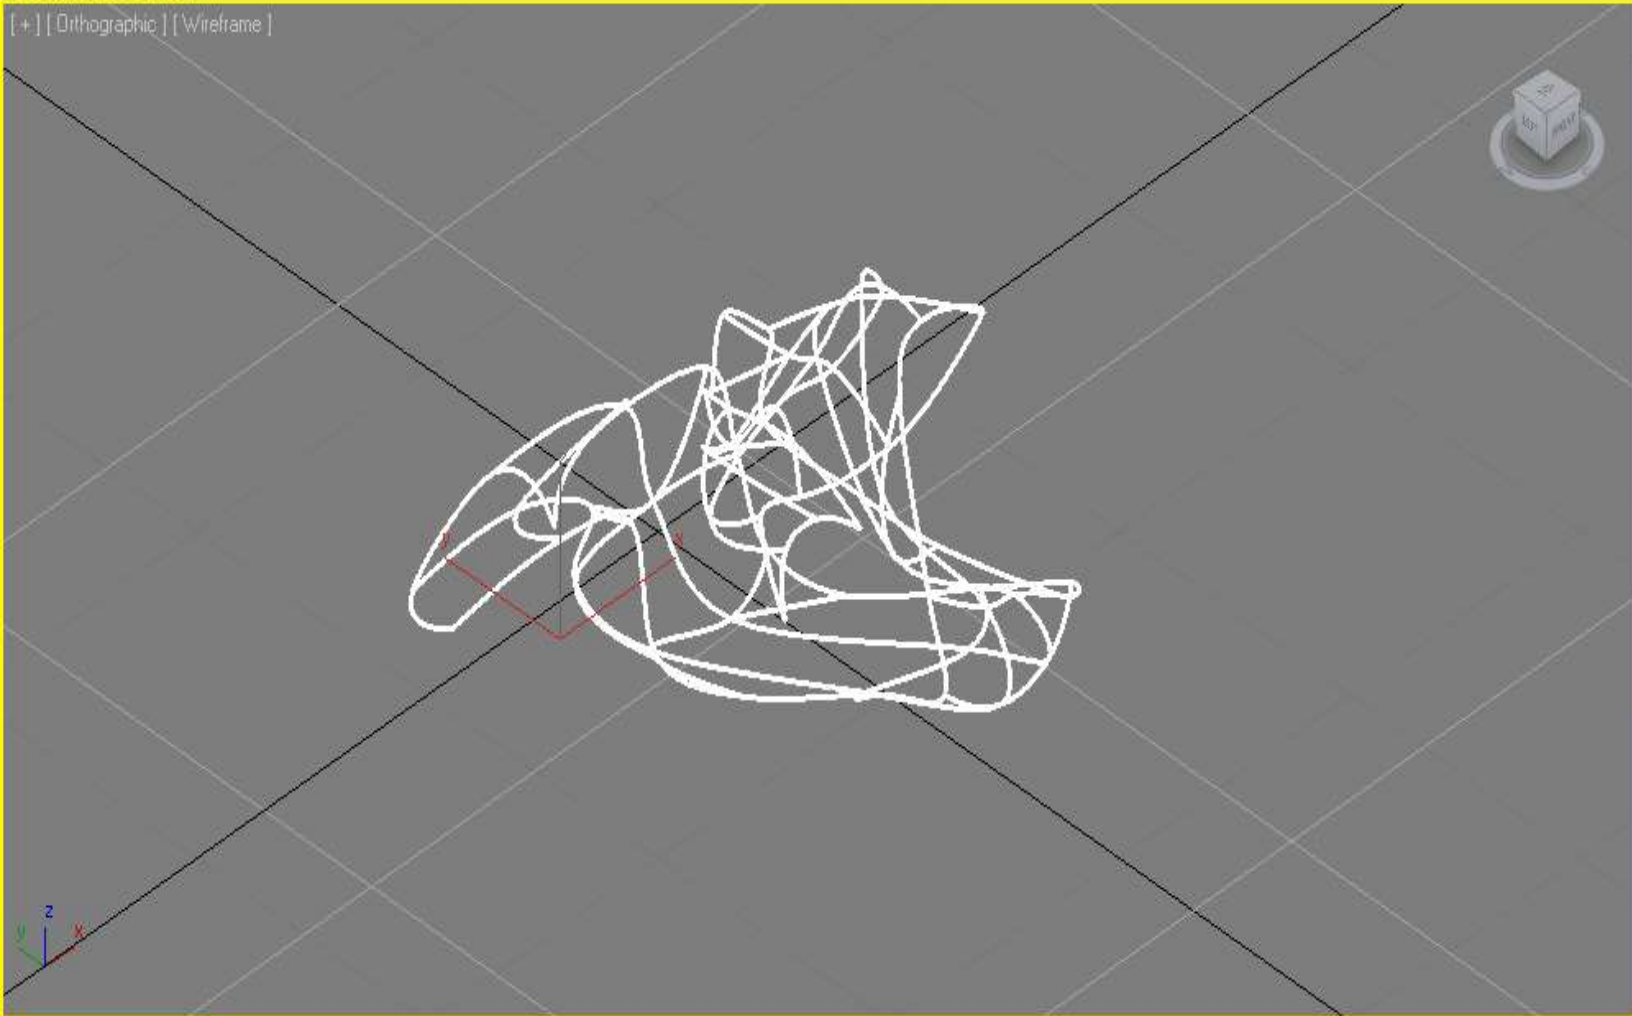 [ + ] [ Orthographic ] [ Wireframe ]
y
x
z
y
x